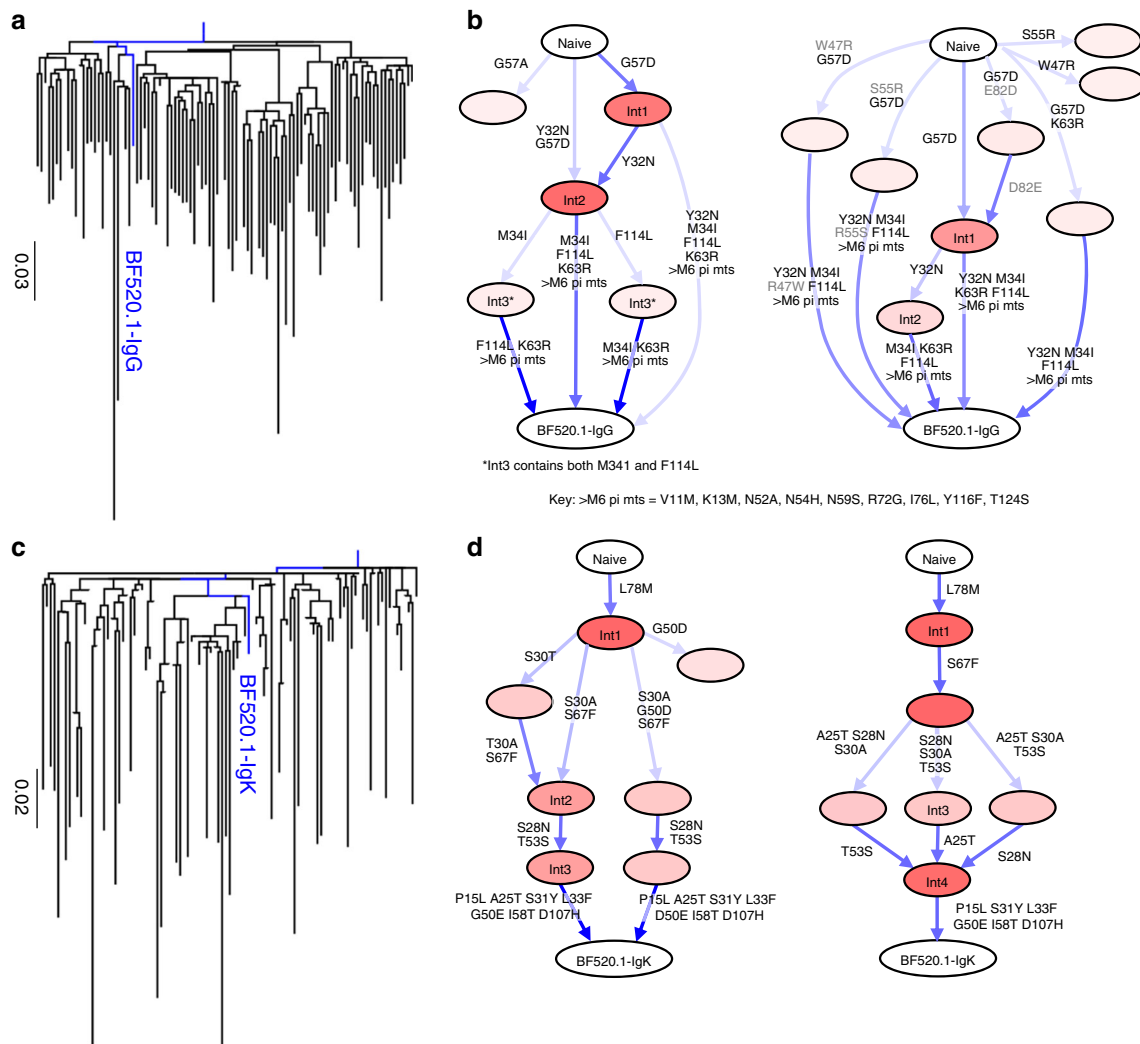 a
0.03
BF520.1-IgG
b
Naive
G57A
G57D
Int1
Y32N
G57D
Y32N
Int2
M34I
M34I
F114L
K63R
>M6 pi mts
F114L
Y32N
M34I
F114L
K63R
>M6 pi mts
Int3*
Int3*
F114L K63R
>M6 pi mts
M34I K63R
>M6 pi mts
BF520.1-IgG
*Int3 contains both M341 and F114L
Naive
W47R
G57D
S55R
G57D
G57D
G57D
E82D
S55R
W47R
G57D
K63R
D82E
Int1
Y32N M34I
R55S F114L
>M6 pi mts
Y32N M34I
R47W F114L
>M6 pi mts
Y32N
Y32N M34I
K63R F114L
>M6 pi mts
Int2
M34I K63R
F114L
>M6 pi mts
Y32N M34I
F114L
>M6 pi mts
BF520.1-IgG
Key: >M6 pi mts = V11M, K13M, N52A, N54H, N59S, R72G, I76L, Y116F, T124S
c
0.02
BF520.1-IgK
d
Naive
L78M
Int1
G50D
S30T
S30A
S67F
S30A
G50D
S67F
T30A
S67F
Int2
S28N
T53S
S28N
T53S
Int3
P15L A25T S31Y L33F
G50E I58T D107H
P15L A25T S31Y L33F
D50E I58T D107H
BF520.1-IgK
Naive
L78M
Int1
S67F
A25T S28N
S30A
S28N
S30A
T53S
A25T S30A
T53S
Int3
T53S
A25T
S28N
Int4
P15L S31Y L33F
G50E I58T D107H
BF520.1-IgK